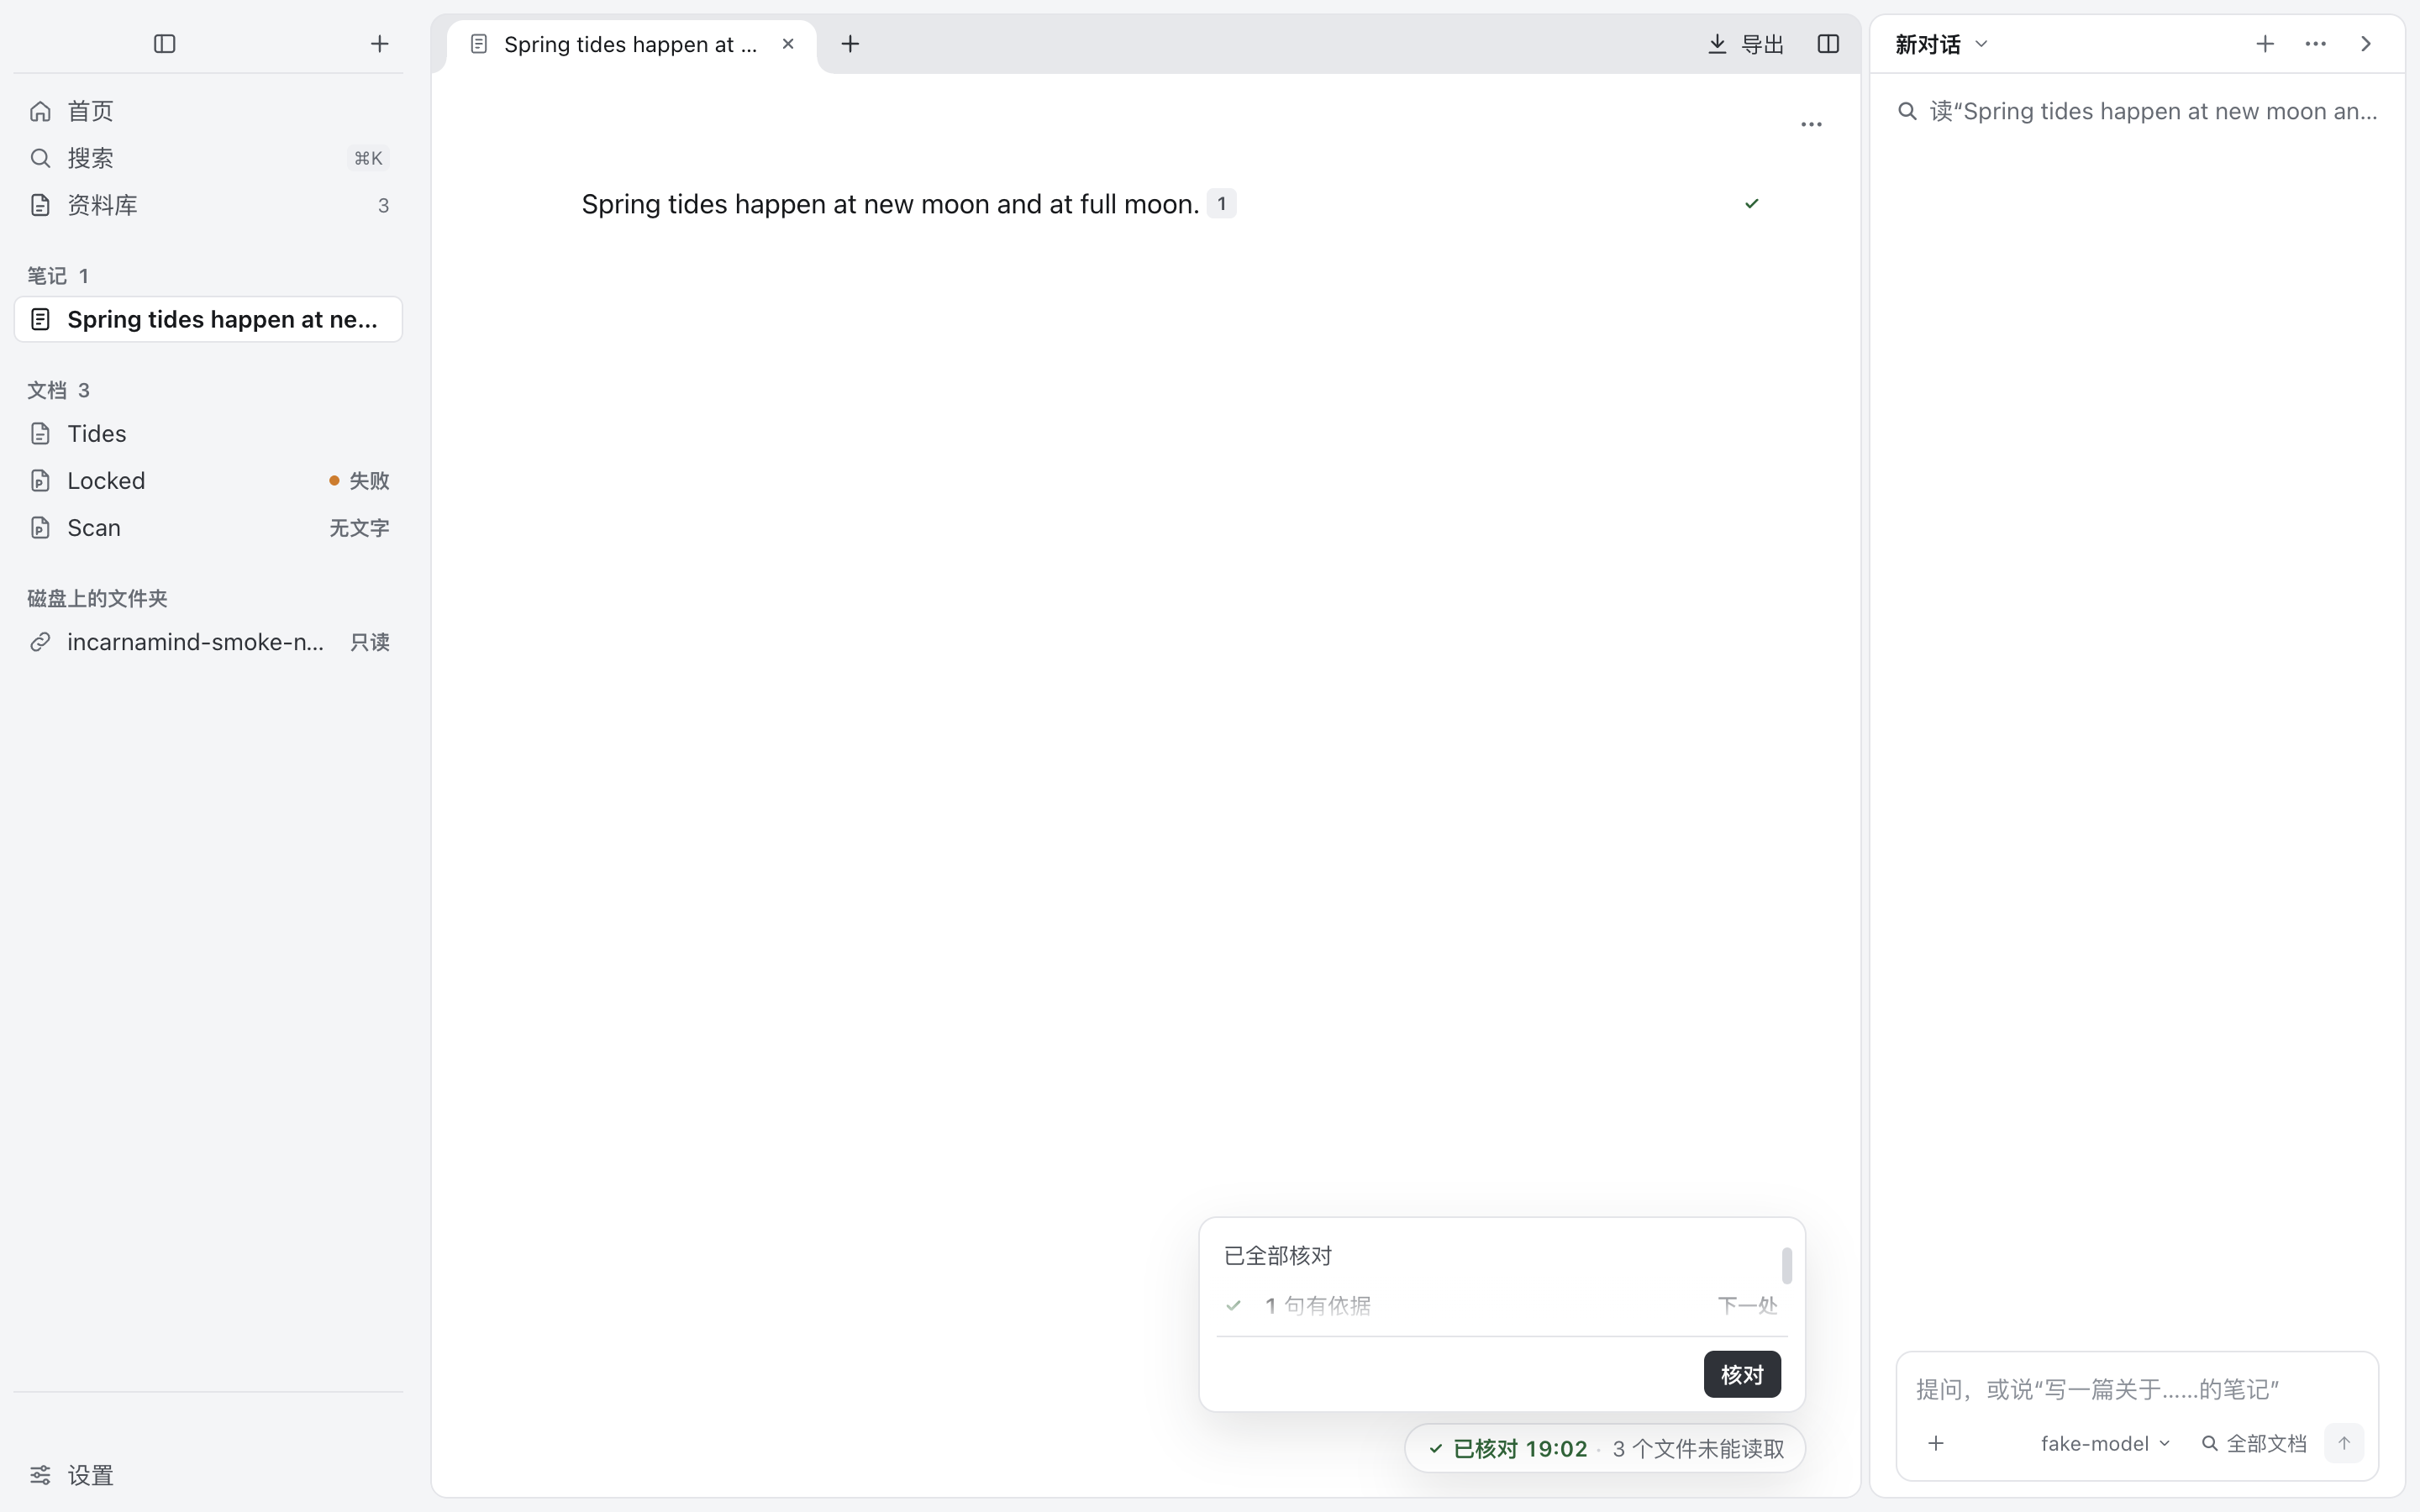 首页
搜索 ⌘K
资料库 3
笔记 1
Spring tides happen at ne...
文档 3
Tides
Locked 失败
Scan 无文字
磁盘上的文件夹
incarnamind-smoke-n... 只读
设置
Spring tides happen at ...
导出
Spring tides happen at new moon and at full moon. 1
已全部核对
1 句有依据 下一处
核对
已核对 19:02 · 3 个文件未能读取
新对话
读“Spring tides happen at new moon an...
提问，或说“写一篇关于……的笔记”
fake-model 全部文档